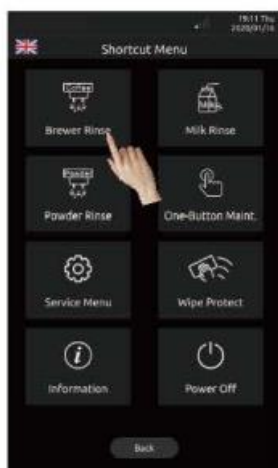 19:11 Thu
2020/01/16
Shortcut Menu
Coffee
Brewer Rinse
Milk
Milk Rinse
Powder
Powder Rinse
One-Button Maint.
Service Menu
Wipe Protect
Information
Power Off
Back